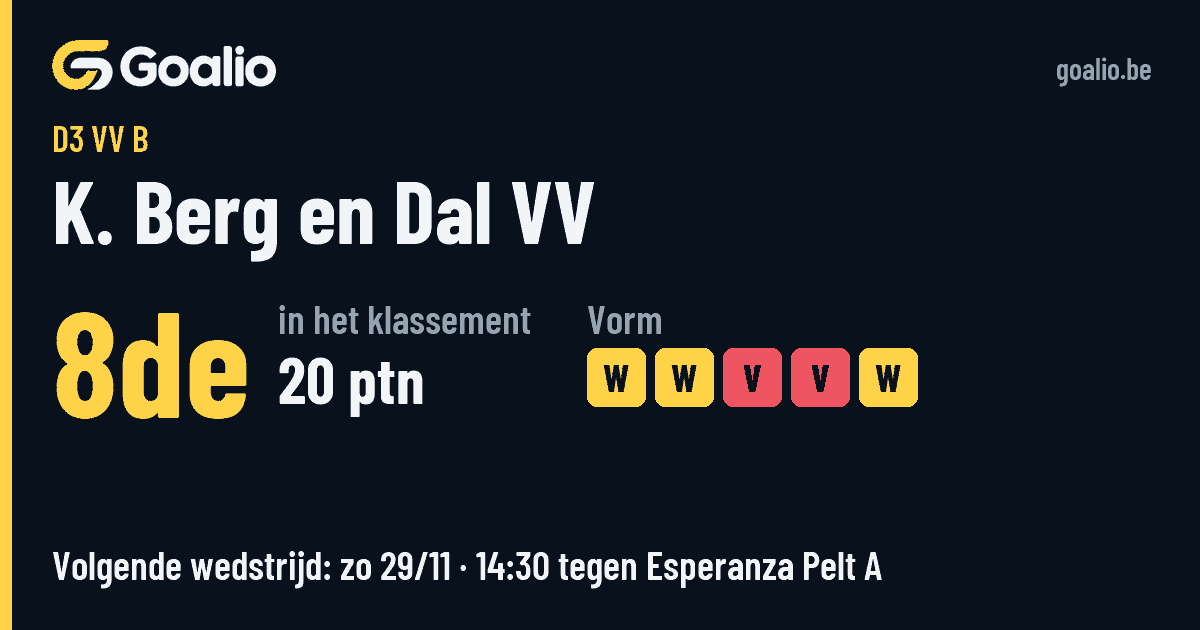 Goalio
goalio.be
D3 VV B
K. Berg en Dal VV
8de
in het klassement
20 ptn
Vorm
W W V V W
Volgende wedstrijd: zo 29/11 · 14:30 tegen Esperanza Pelt A